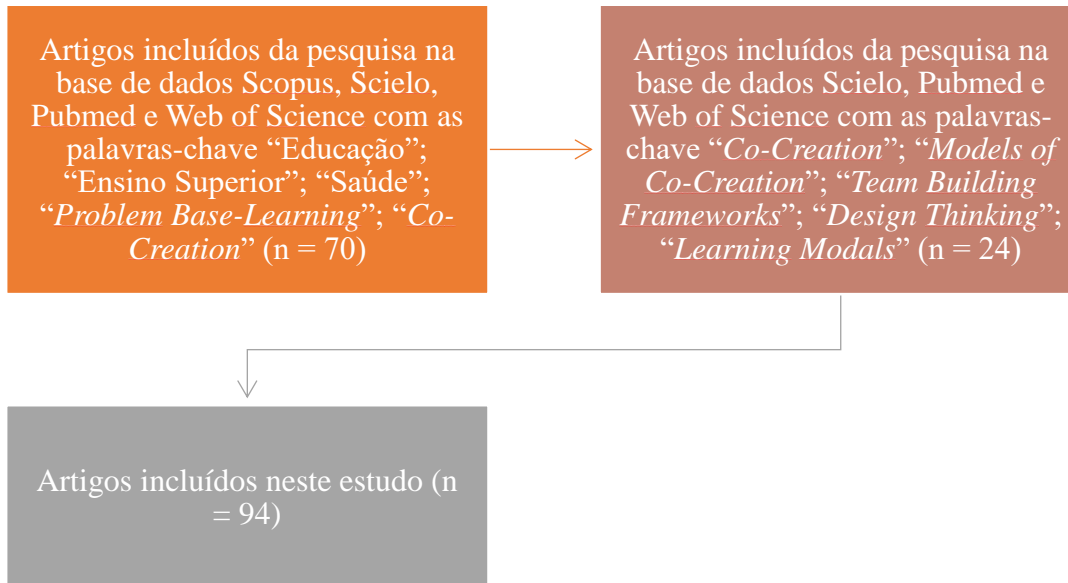 Artigos incluídos da pesquisa na
base de dados Scopus, Scielo,
Pubmed e Web of Science com as
palavras-chave “Educação”;
“Ensino Superior”; “Saúde”;
“Problem Base-Learning”; “Co-
Creation” (n = 70)
Artigos incluídos da pesquisa na
base de dados Scielo, Pubmed e
Web of Science com as palavras-
chave “Co-Creation”; “Models of
Co-Creation”; “Team Building
Frameworks”; “Design Thinking”;
“Learning Modals” (n = 24)
Artigos incluídos neste estudo (n
= 94)